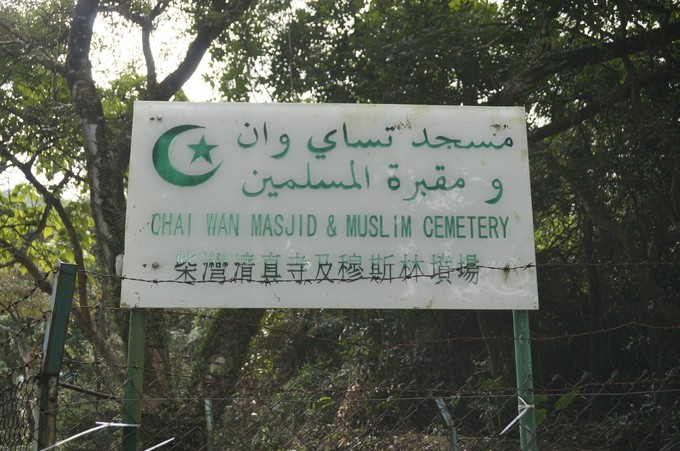 مسجد تساي وان
و مقبرة المسلمين
CHAI WAN MASJID & MUSLIM CEMETERY
柴灣清真寺及穆斯林墳場